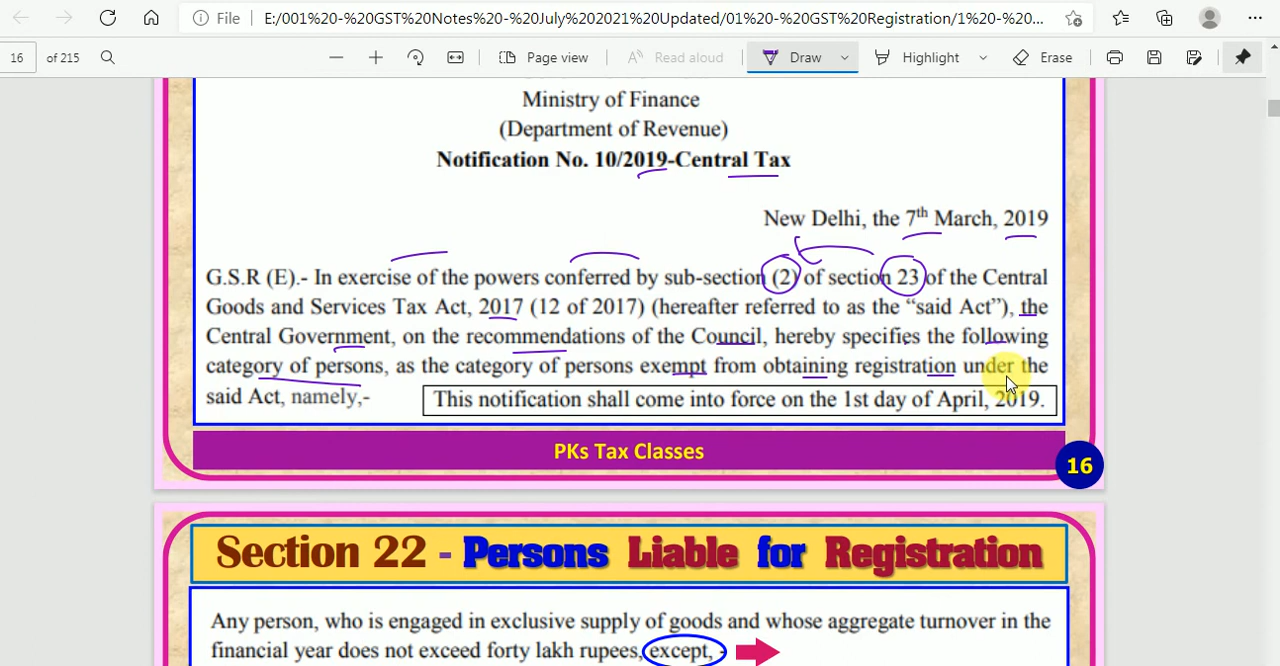 File E:/001%20-%20GST%20Notes%20-%20July%202021%20Updated/01%20-%20GST%20Registration/1%20-%20...
16 of 215 Page view Read aloud Draw Highlight Erase
Ministry of Finance
(Department of Revenue)
Notification No. 10/2019-Central Tax
New Delhi, the 7th March, 2019
G.S.R (E).- In exercise of the powers conferred by sub-section (2) of section 23 of the Central
Goods and Services Tax Act, 2017 (12 of 2017) (hereafter referred to as the “said Act”), the
Central Government, on the recommendations of the Council, hereby specifies the following
category of persons, as the category of persons exempt from obtaining registration under the
said Act, namely,-
This notification shall come into force on the 1st day of April, 2019.
PKs Tax Classes
16
Section 22 - Persons Liable for Registration
Any person, who is engaged in exclusive supply of goods and whose aggregate turnover in the
financial year does not exceed forty lakh rupees, except, -